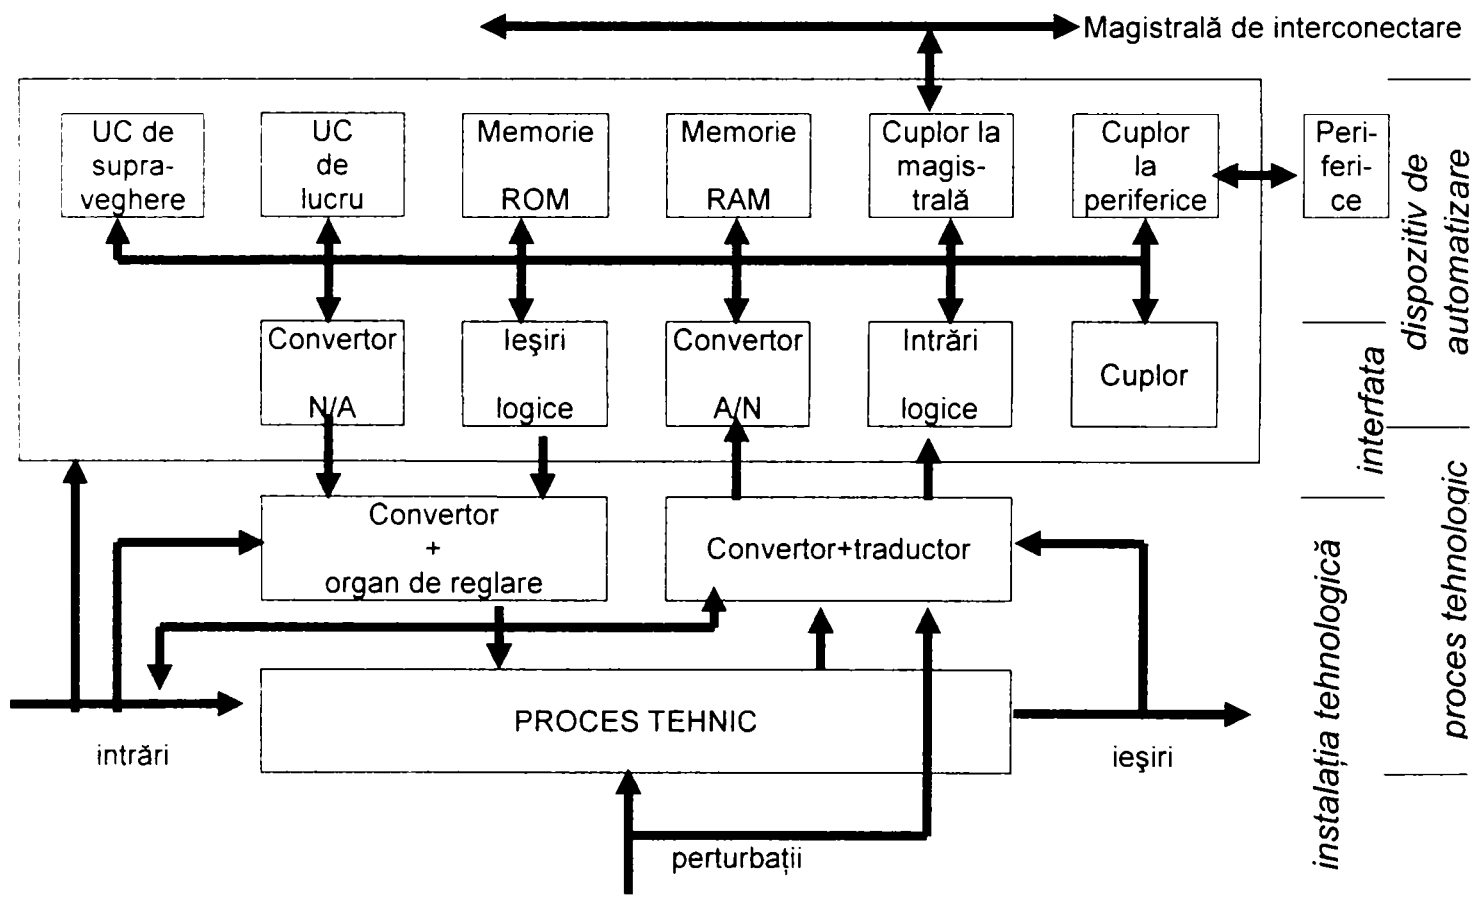 Magistrală de interconectare
UC de
supra-
veghere
UC
de
lucru
Memorie
ROM
Memorie
RAM
Cuplor la
magis-
trală
Cuplor
la
periferice
Peri-
feri-
ce
dispozitiv de
automatizare
Convertor
N/A
Ieşiri
logice
Convertor
A/N
Intrări
logice
Cuplor
interfata
Convertor
+
organ de reglare
Convertor+traductor
instalaţia tehnologică
proces tehnologic
PROCES TEHNIC
intrări
ieşiri
perturbaţii